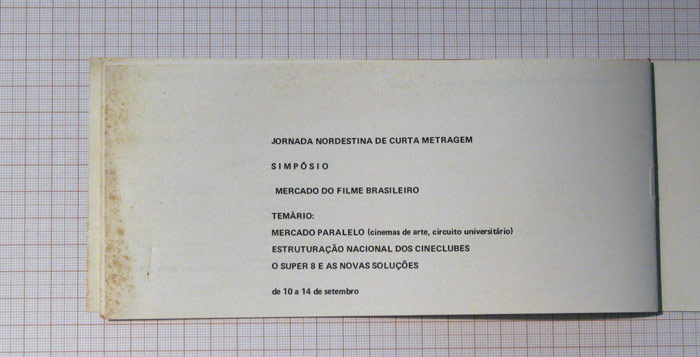 JORNADA NORDESTINA DE CURTA METRAGEM
SIMPÓSIO
MERCADO DO FILME BRASILEIRO
TEMÁRIO:
MERCADO PARALELO (cinemas de arte, circuito universitário)
ESTRUTURAÇÃO NACIONAL DOS CINECLUBES
O SUPER 8 E AS NOVAS SOLUÇÕES
de 10 a 14 de setembro